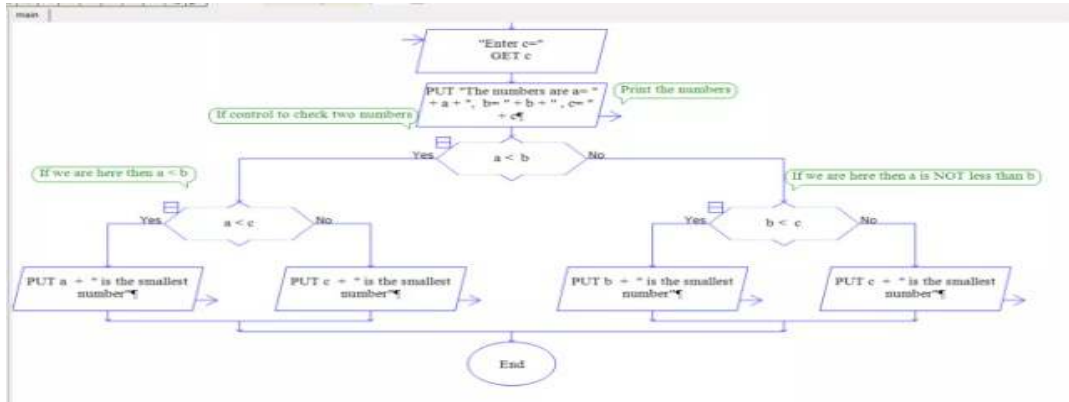 main
"Enter c="
GET c
PUT "The numbers are a= "
+ a + ", b= " + b + " , c= "
+ c¶
Print the numbers
If control to check two numbers
Yes
a < b
No
If we are here then a < b
If we are here then a is NOT less than b
Yes
a < c
No
Yes
b < c
No
PUT a + " is the smallest
number"¶
PUT c + " is the smallest
number"¶
PUT b + " is the smallest
number"¶
PUT c + " is the smallest
number"¶
End